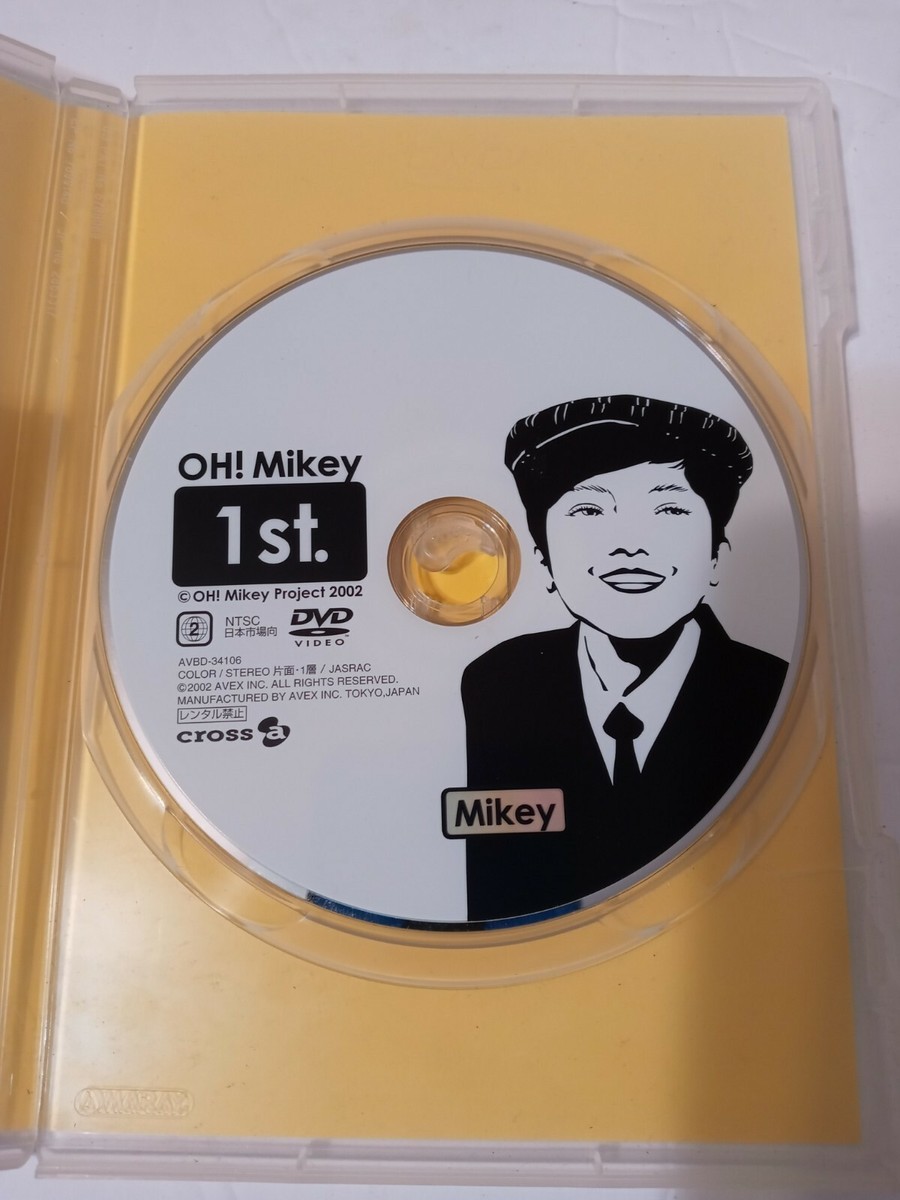 OH! Mikey
1st.
© OH! Mikey Project 2002
2
NTSC
日本市場向
DVD
VIDEO
AVBD-34106
COLOR / STEREO 片面・1層 / JASRAC
©2002 AVEX INC. ALL RIGHTS RESERVED.
MANUFACTURED BY AVEX INC. TOKYO,JAPAN
レンタル禁止
cross a
Mikey
AMARAY